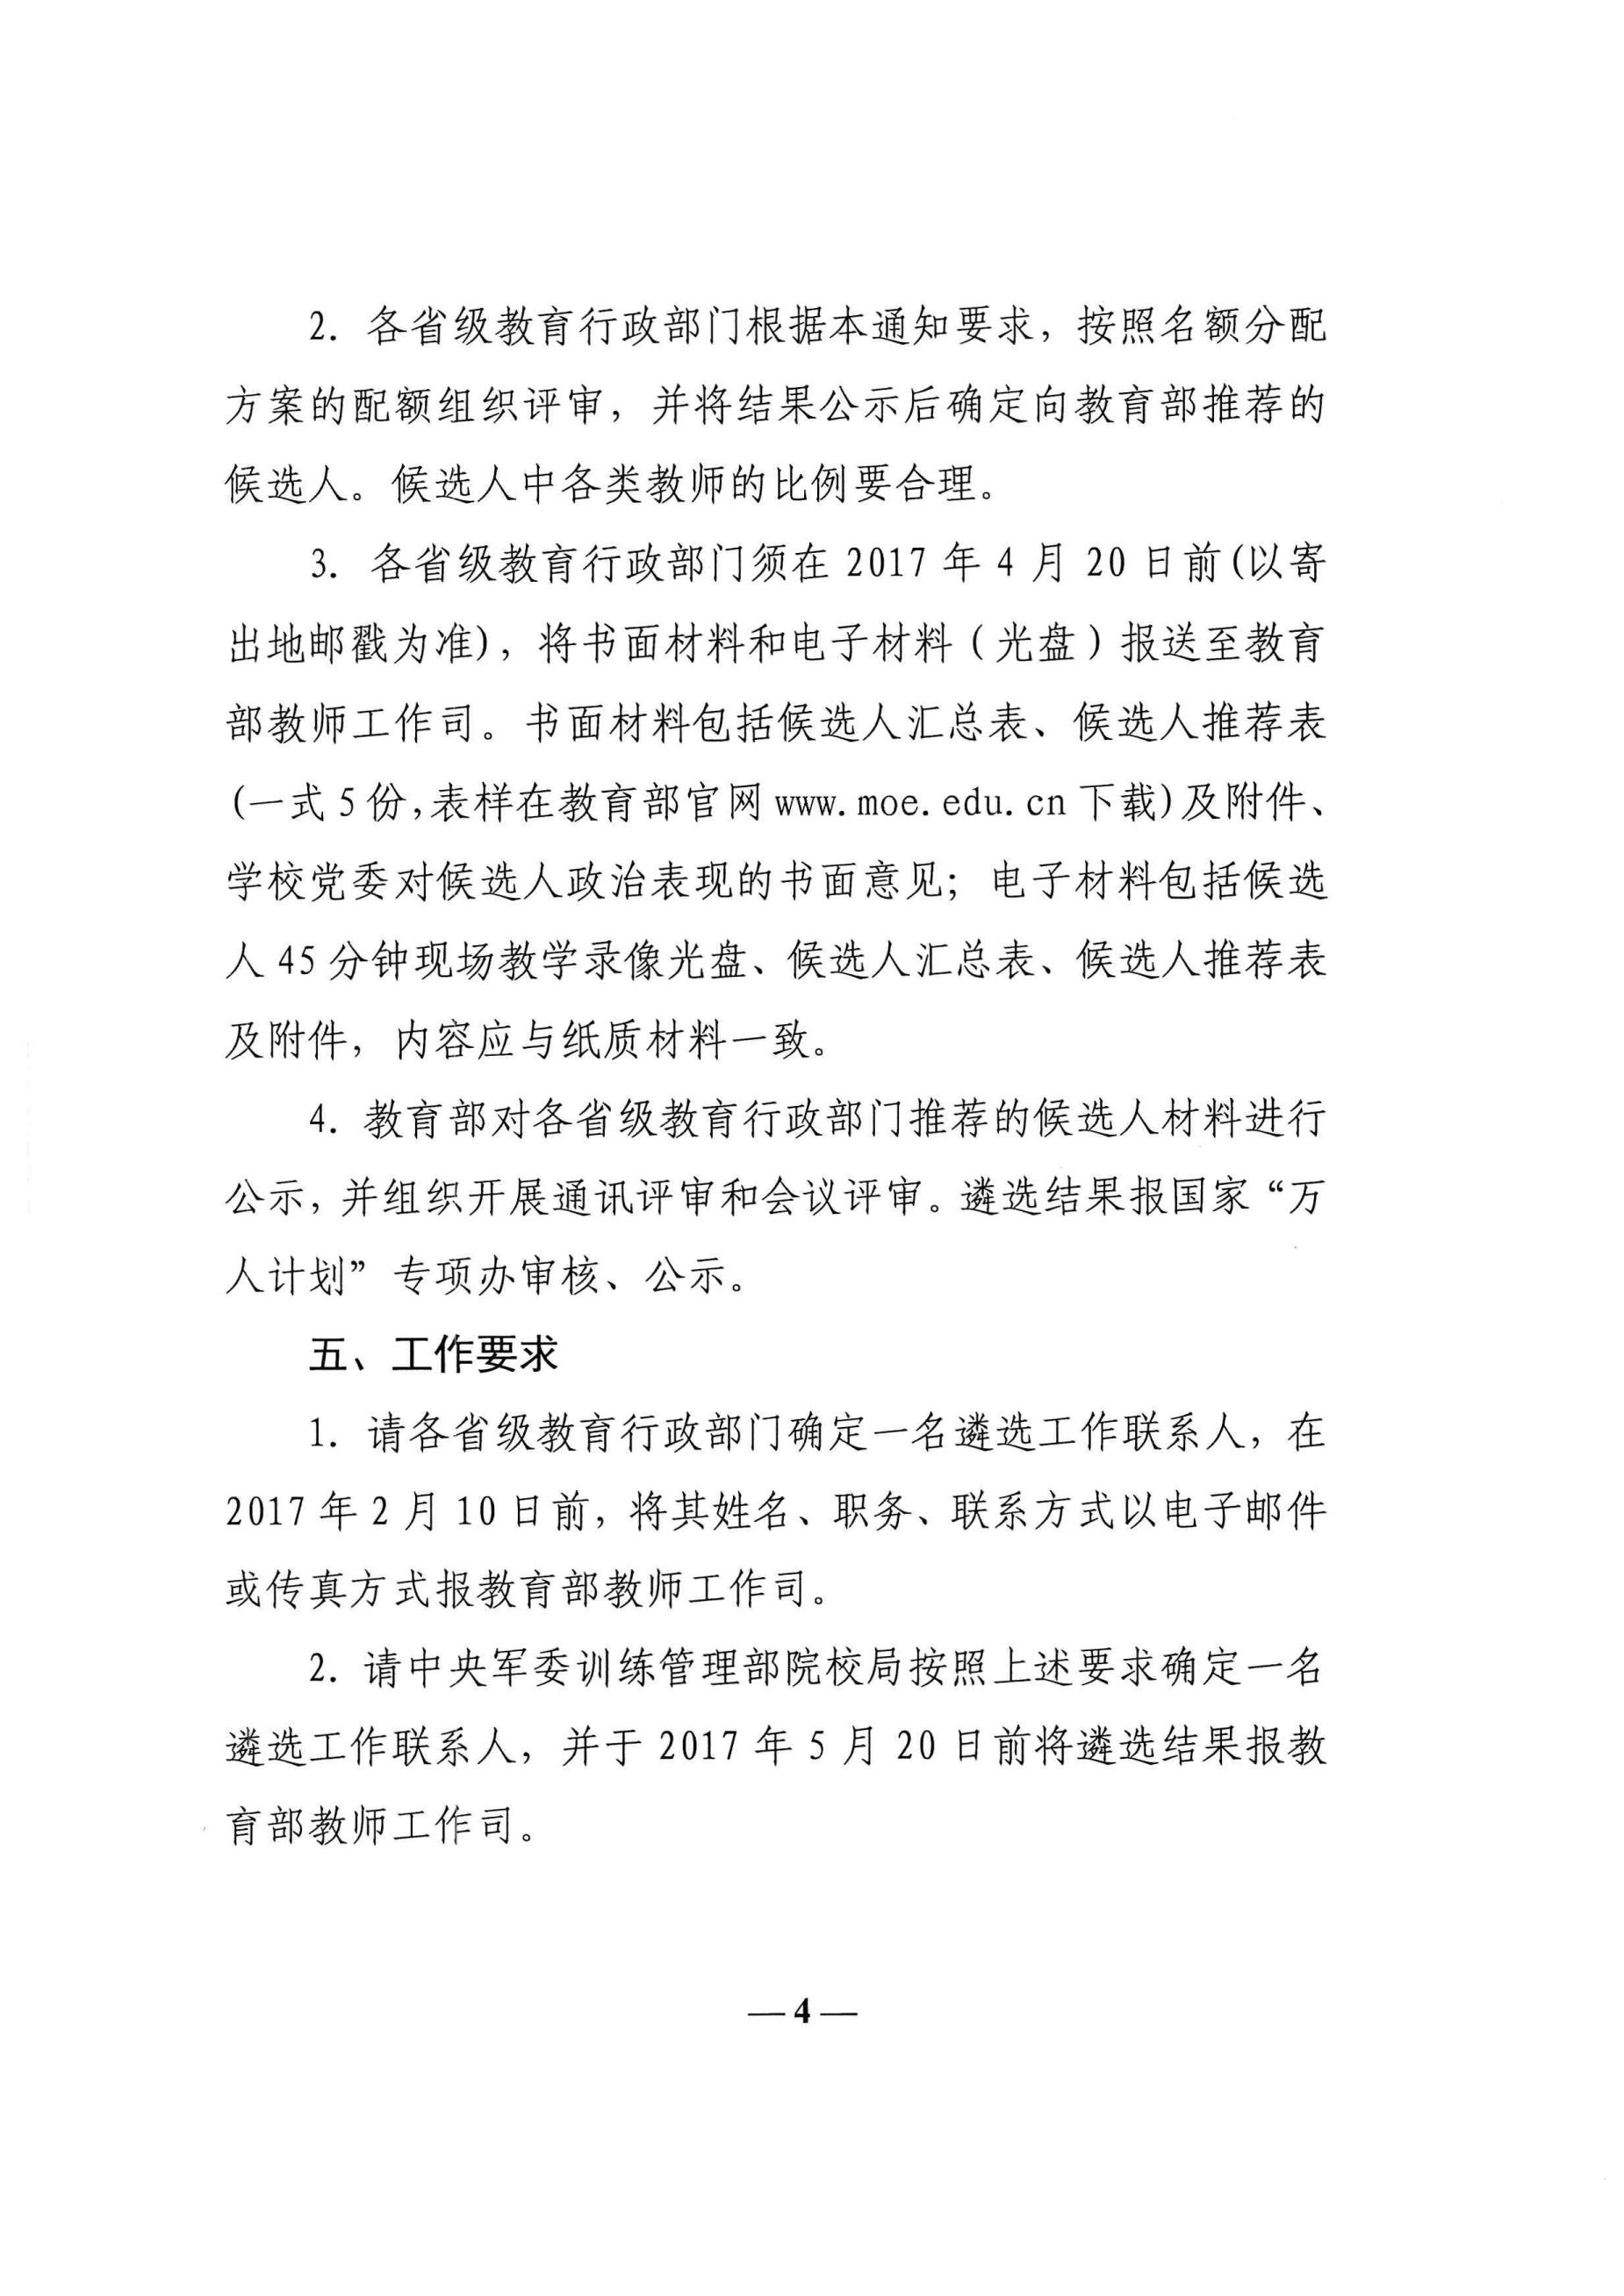 2. 各省级教育行政部门根据本通知要求，按照名额分配
方案的配额组织评审，并将结果公示后确定向教育部推荐的
候选人。候选人中各类教师的比例要合理。
3. 各省级教育行政部门须在 2017 年 4 月 20 日前(以寄
出地邮戳为准)，将书面材料和电子材料（光盘）报送至教育
部教师工作司。书面材料包括候选人汇总表、候选人推荐表
(一式 5 份,表样在教育部官网 www.moe.edu.cn 下载)及附件、
学校党委对候选人政治表现的书面意见；电子材料包括候选
人 45 分钟现场教学录像光盘、候选人汇总表、候选人推荐表
及附件，内容应与纸质材料一致。
4. 教育部对各省级教育行政部门推荐的候选人材料进行
公示，并组织开展通讯评审和会议评审。遴选结果报国家“万
人计划”专项办审核、公示。
五、工作要求
1. 请各省级教育行政部门确定一名遴选工作联系人，在
2017 年 2 月 10 日前，将其姓名、职务、联系方式以电子邮件
或传真方式报教育部教师工作司。
2. 请中央军委训练管理部院校局按照上述要求确定一名
遴选工作联系人，并于 2017 年 5 月 20 日前将遴选结果报教
育部教师工作司。
— 4 —